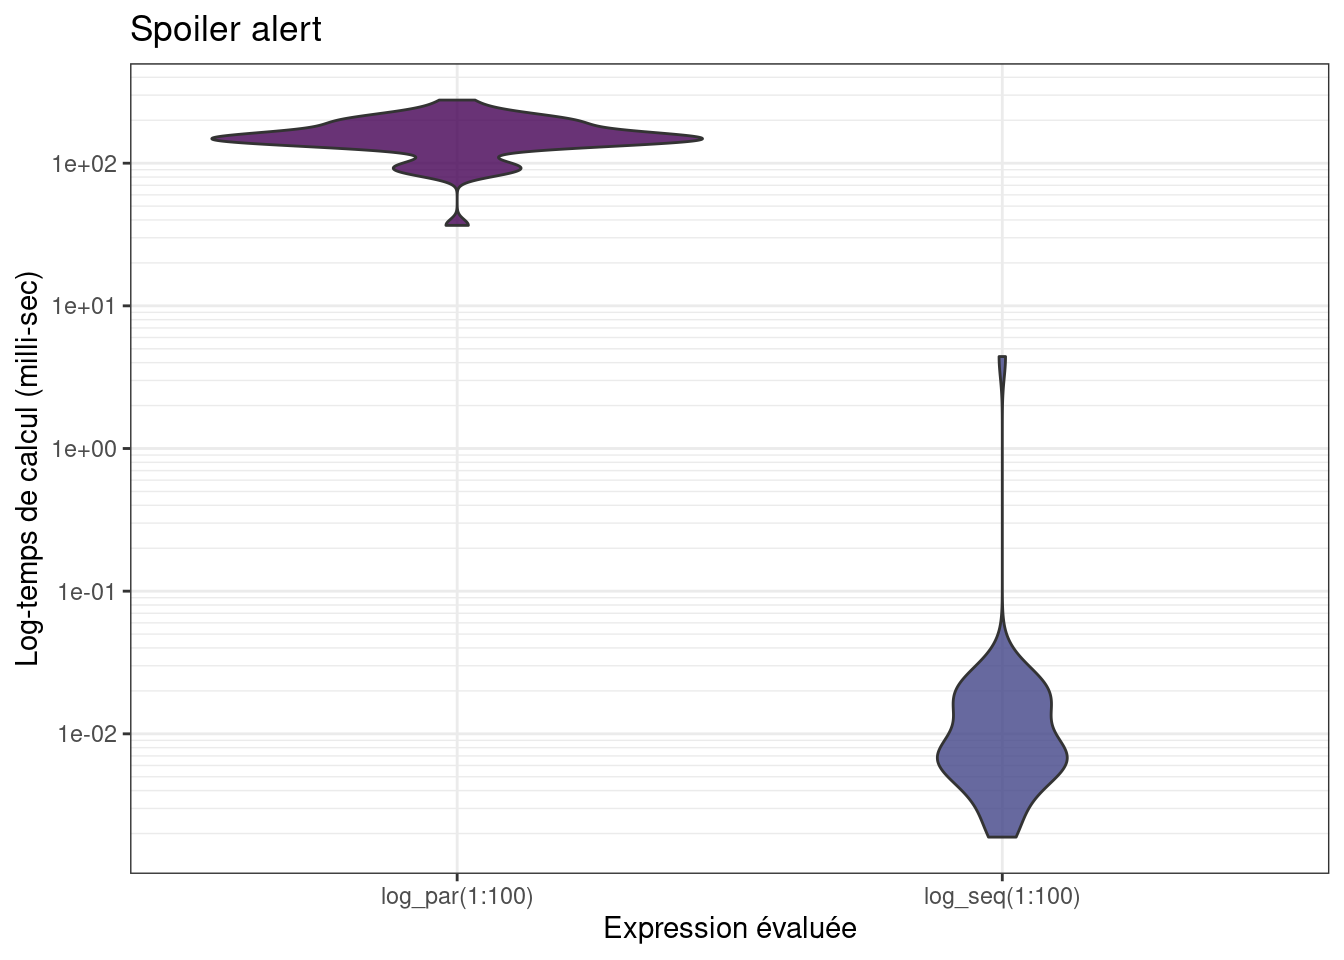 Spoiler alert
Log-temps de calcul (milli-sec)
1e+02
1e+01
1e+00
1e-01
1e-02
log_par(1:100)
log_seq(1:100)
Expression évaluée